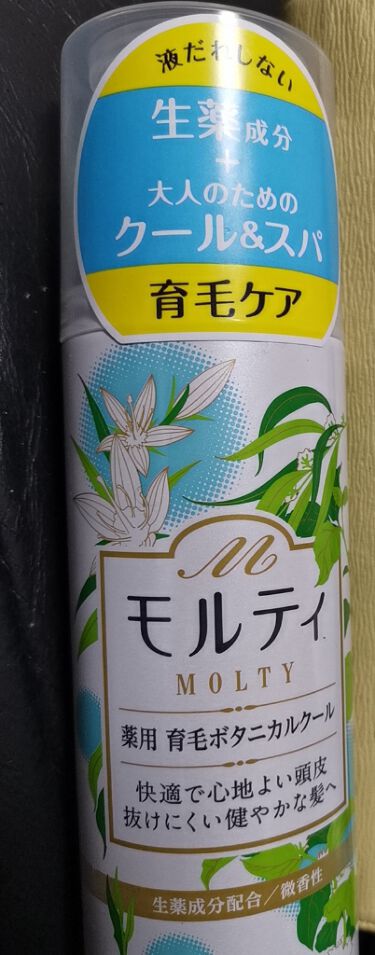 液だれしない
生薬成分
+
大人のための
クール&スパ
育毛ケア
M
モルティ
MOLTY
薬用 育毛ボタニカルクール
快適で心地よい頭皮
抜けにくい健やかな髪へ
生薬成分配合/微香性